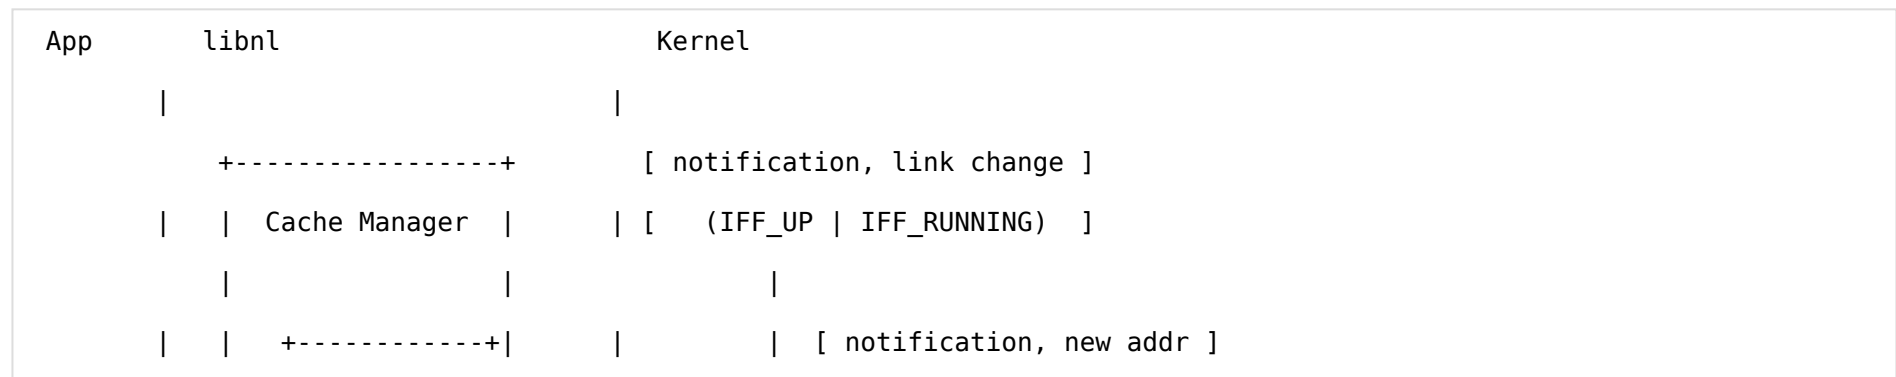 App       libnl                        Kernel
        |                            |
            +-----------------+        [ notification, link change ]
        |   |  Cache Manager  |      | [   (IFF_UP | IFF_RUNNING)  ]
            |                 |                |
        |   |   +------------+|      |         |  [ notification, new addr ]